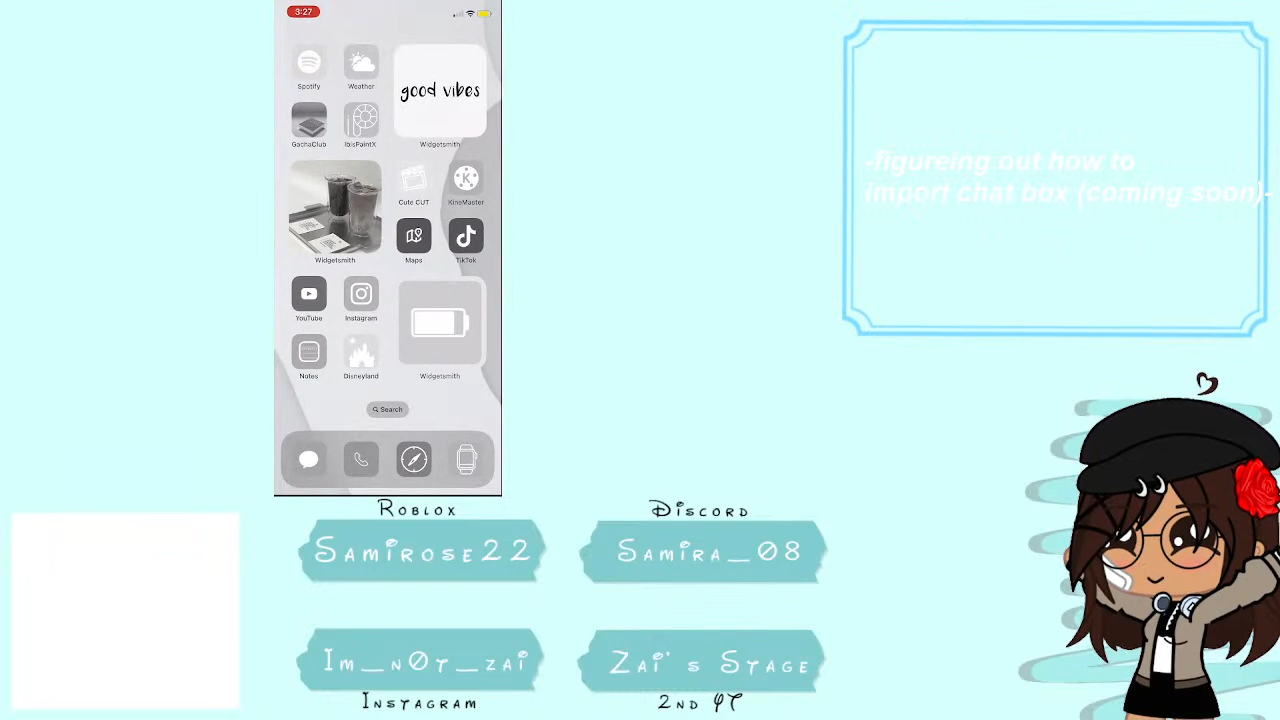 3:27
Spotify
Weather
good vibes
GachaClub
IbisPaintX
Widgetsmith
Cute CUT
KineMaster
Widgetsmith
Maps
TikTok
YouTube
Instagram
Notes
Disneyland
Widgetsmith
Search
-figureing out how to
import chat box (coming soon)-
Roblox
Samirose22
Discord
Samira_08
Im_n0t_zai
Instagram
Zai's Stage
2nd YT